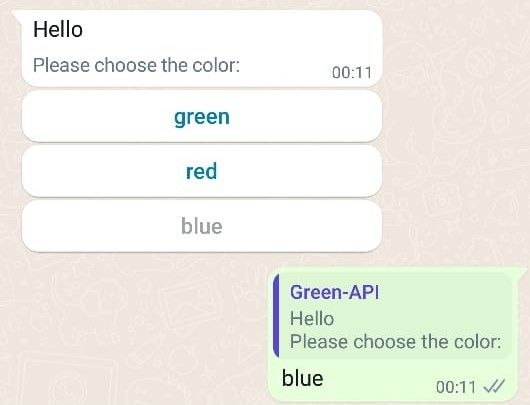 Hello
Please choose the color:
00:11
green
red
blue
Green-API
Hello
Please choose the color:
blue
00:11